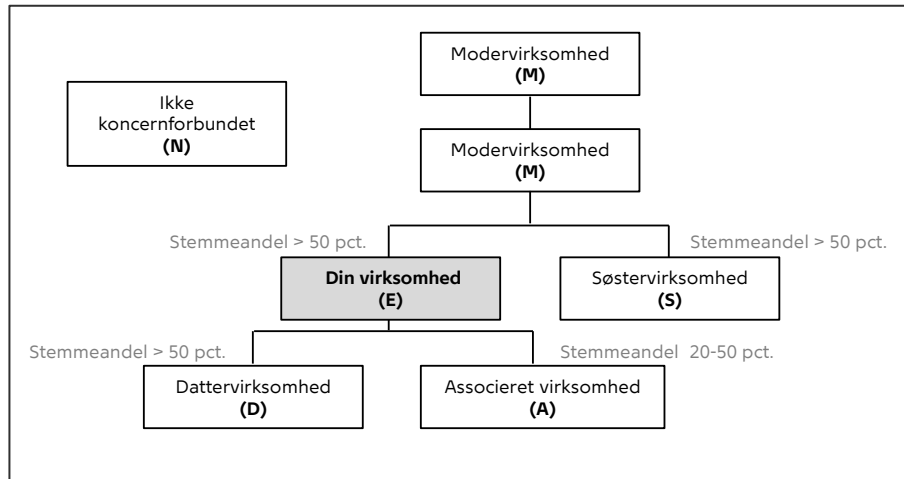 Modervirksomhed
(M)
Ikke
koncernforbundet
(N)
Modervirksomhed
(M)
Stemmeandel > 50 pct.
Stemmeandel > 50 pct.
Din virksomhed
(E)
Søstervirksomhed
(S)
Stemmeandel > 50 pct.
Stemmeandel 20-50 pct.
Dattervirksomhed
(D)
Associeret virksomhed
(A)